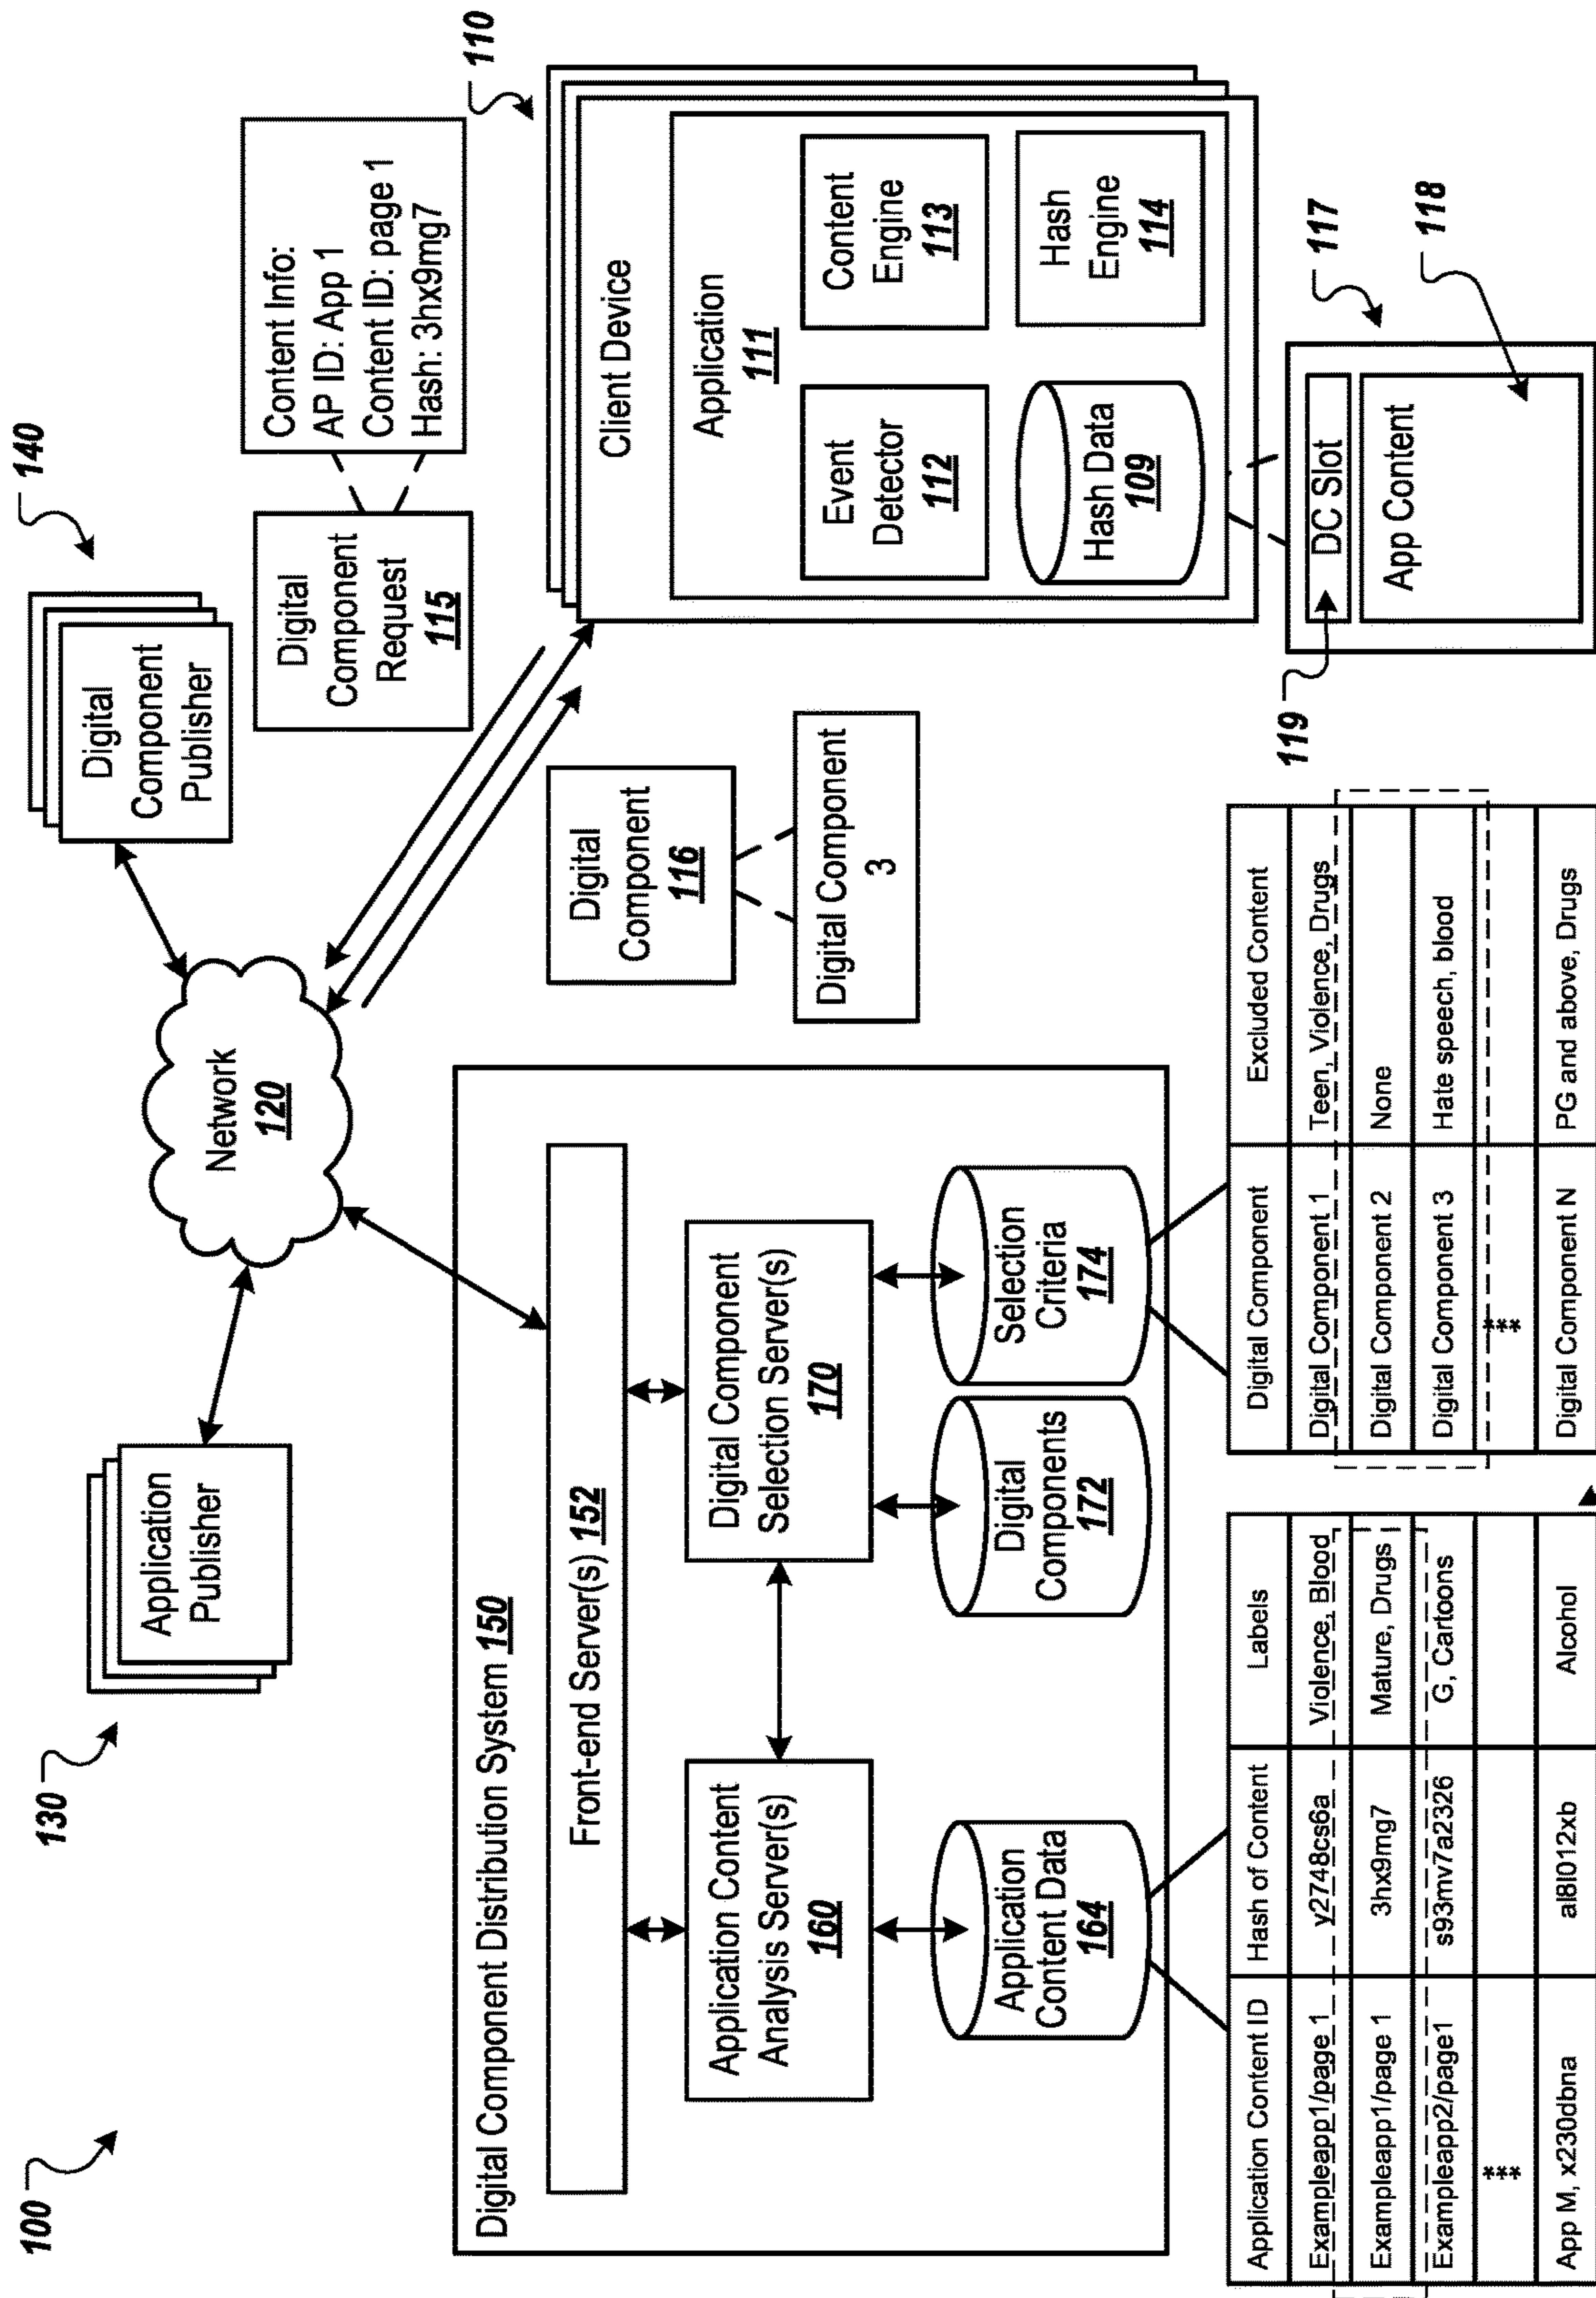 100
130
Application
Publisher
Network
120
140
Digital
Component
Publisher
Digital
Component
Request
115
Content Info:
AP ID: App 1
Content ID: page 1
Hash: 3hx9mg7
110
Client Device
Application
111
Event
Detector
112
Content
Engine
113
Hash Data
109
Hash
Engine
114
Digital
Component
116
Digital Component
3
119
DC Slot
App Content
117
118
Digital Component Distribution System 150
Front-end Server(s) 152
Application Content
Analysis Server(s)
160
Digital Component
Selection Server(s)
170
Application
Content Data
164
Digital
Components
172
Selection
Criteria
174
Application Content ID Hash of Content Labels
Exampleapp1/page 1 y2748cs6a Violence, Blood
Exampleapp1/page 1 3hx9mg7 Mature, Drugs
Exampleapp2/page1 s93mv7a2326 G, Cartoons
***
App M, x230dbna al8l012xb Alcohol
Digital Component Excluded Content
Digital Component 1 Teen, Violence, Drugs
Digital Component 2 None
Digital Component 3 Hate speech, blood
***
Digital Component N PG and above, Drugs